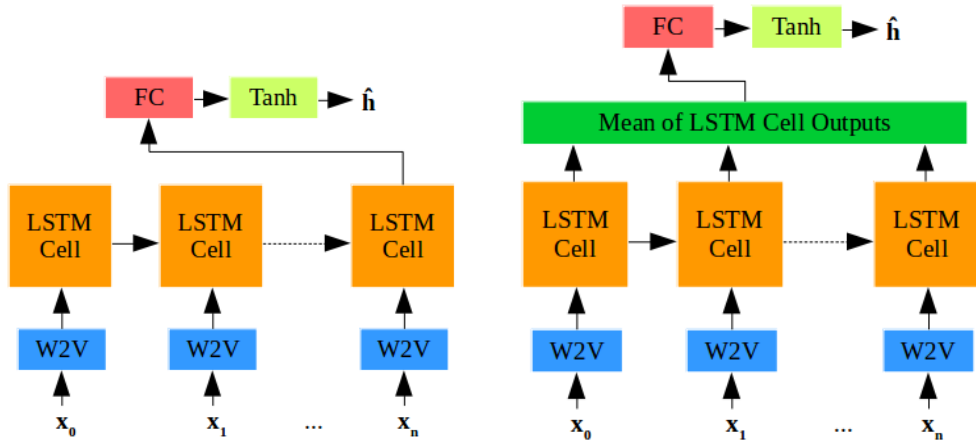 FC Tanh ĥ
LSTM Cell LSTM Cell LSTM Cell
W2V W2V W2V
x0 x1 ... xn
FC Tanh ĥ
Mean of LSTM Cell Outputs
LSTM Cell LSTM Cell LSTM Cell
W2V W2V W2V
x0 x1 ... xn